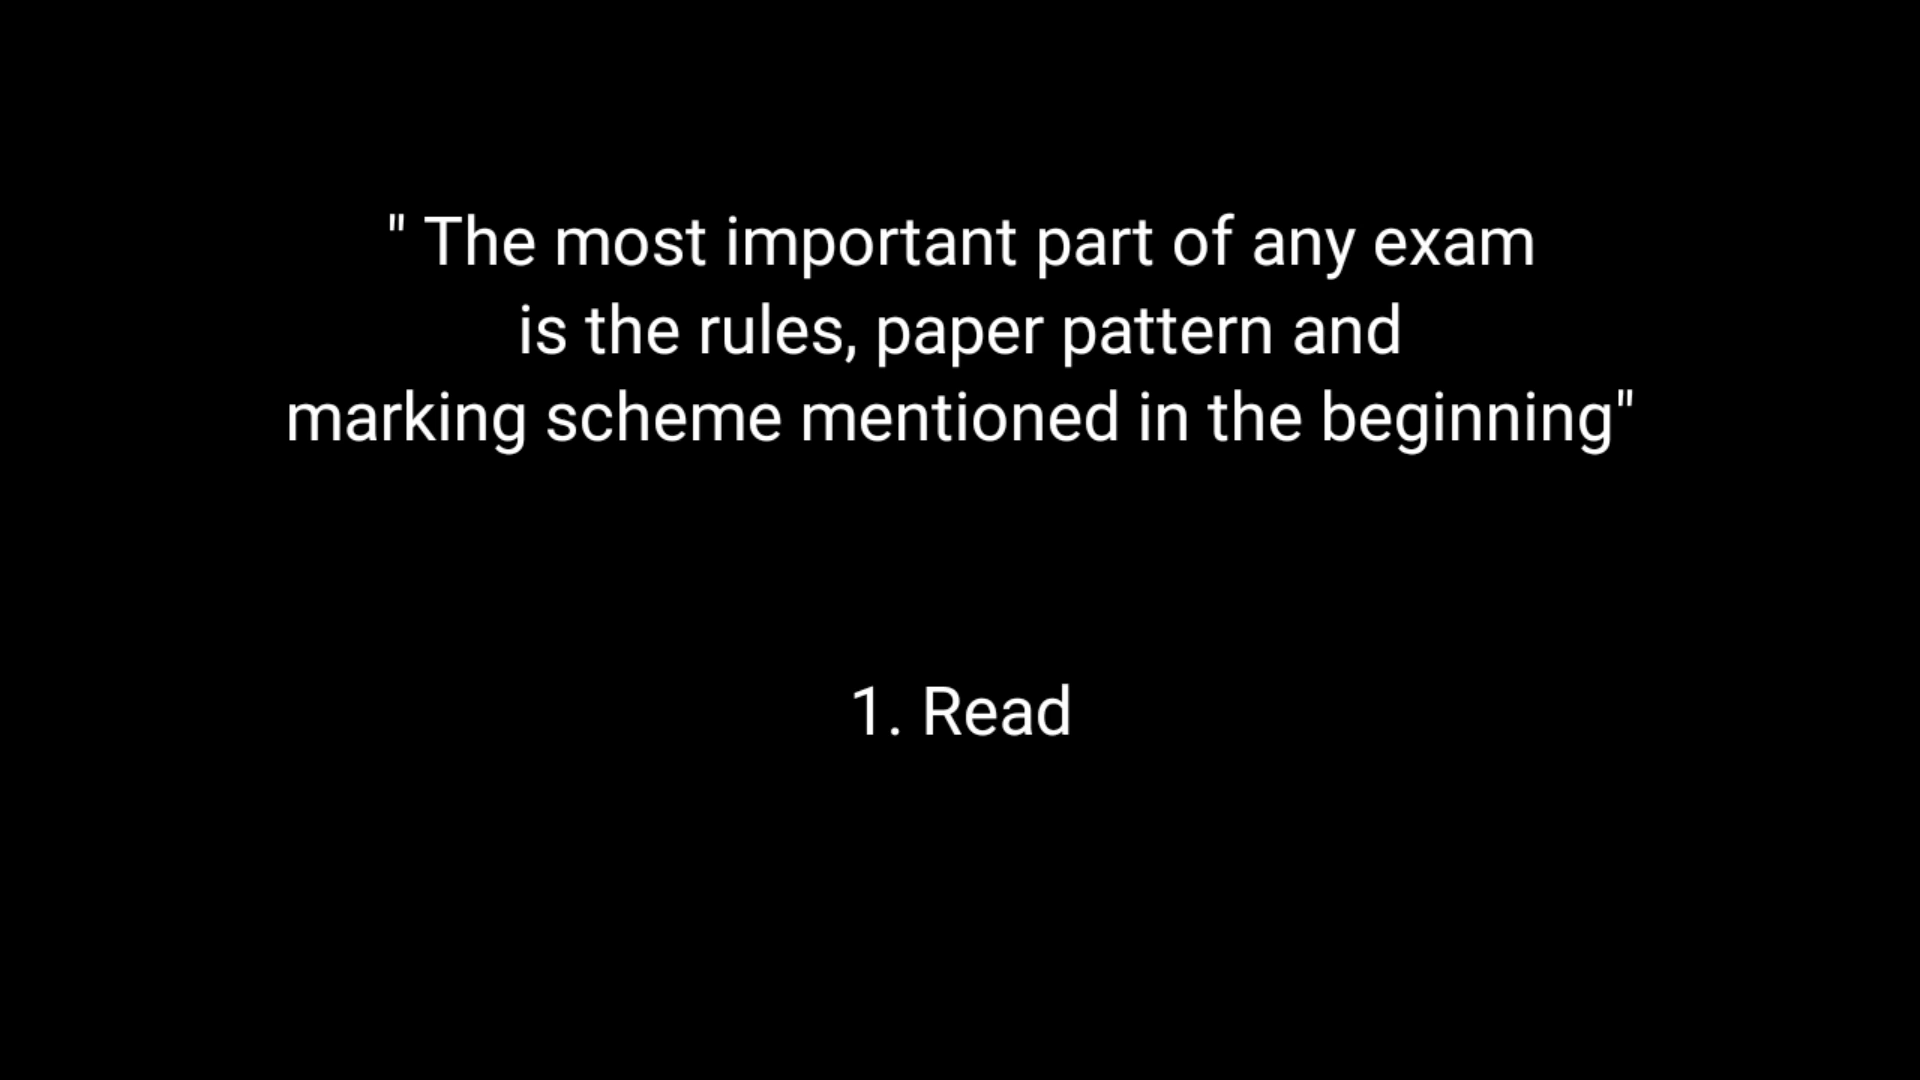 " The most important part of any exam
is the rules, paper pattern and
marking scheme mentioned in the beginning"
1. Read